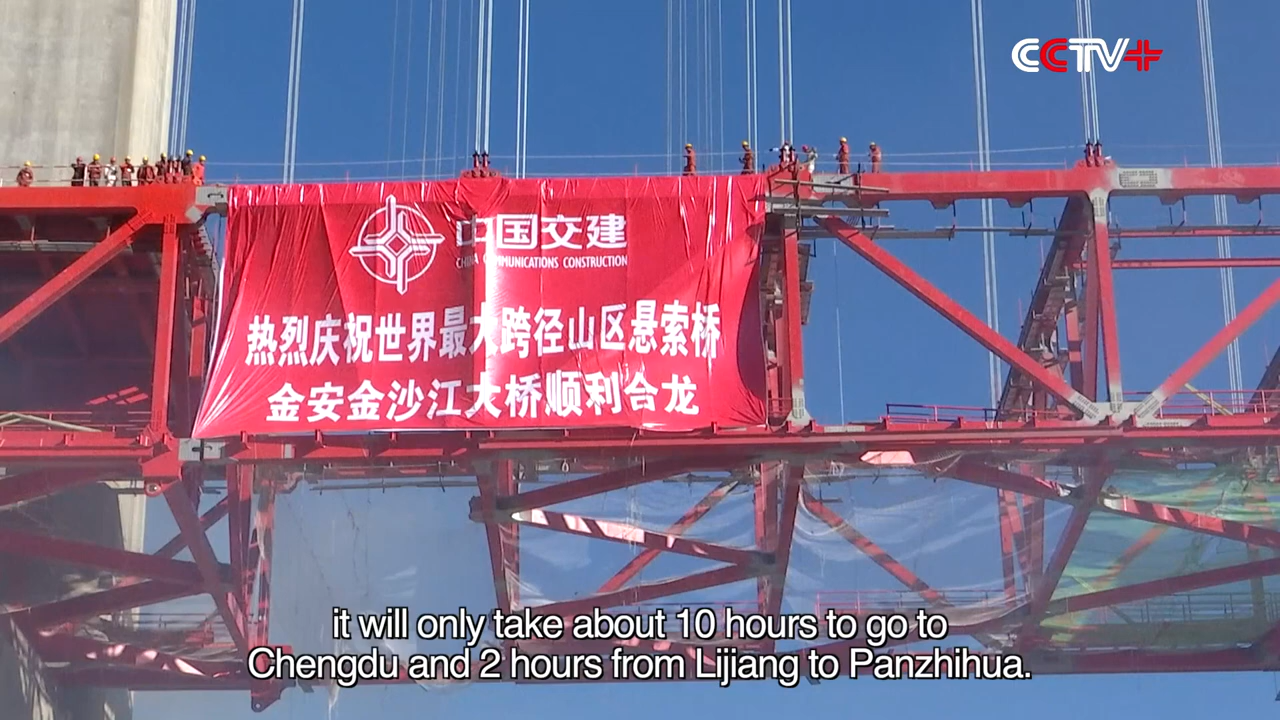 CCTV+
中国交建
CHINA COMMUNICATIONS CONSTRUCTION
热烈庆祝世界最大跨径山区悬索桥
金安金沙江大桥顺利合龙
it will only take about 10 hours to go to
Chengdu and 2 hours from Lijiang to Panzhihua.